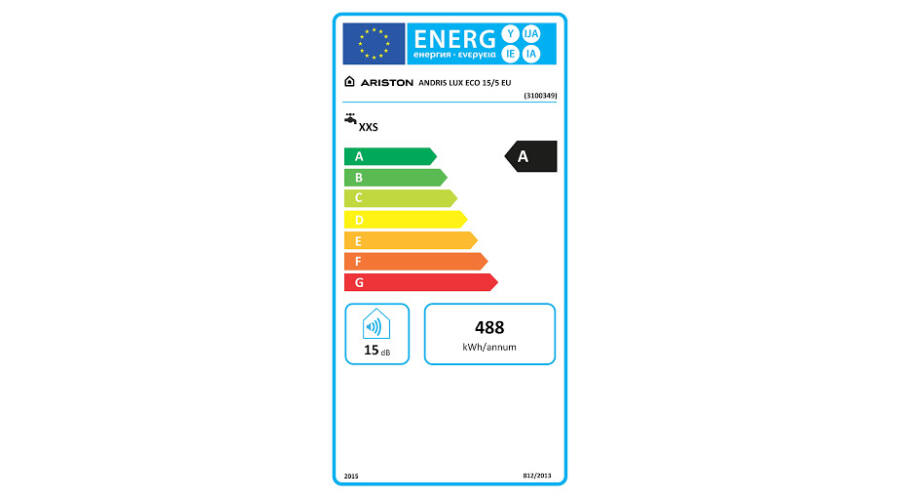 ENERG Y IJA
енергия · ενεργεια IE IA
ARISTON ANDRIS LUX ECO 15/5 EU
(3100349)
XXS
A A
B
C
D
E
F
G
15 dB
488
kWh/annum
2015 812/2013